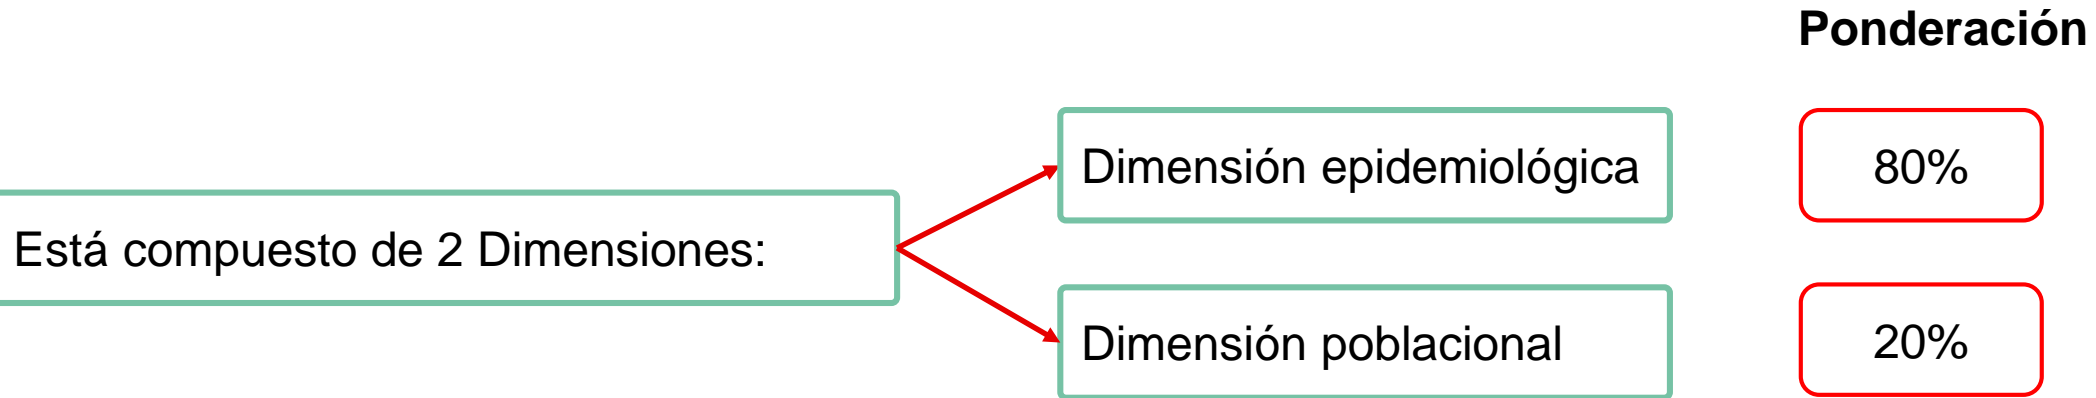 Ponderación
Dimensión epidemiológica
80%
Está compuesto de 2 Dimensiones:
Dimensión poblacional
20%